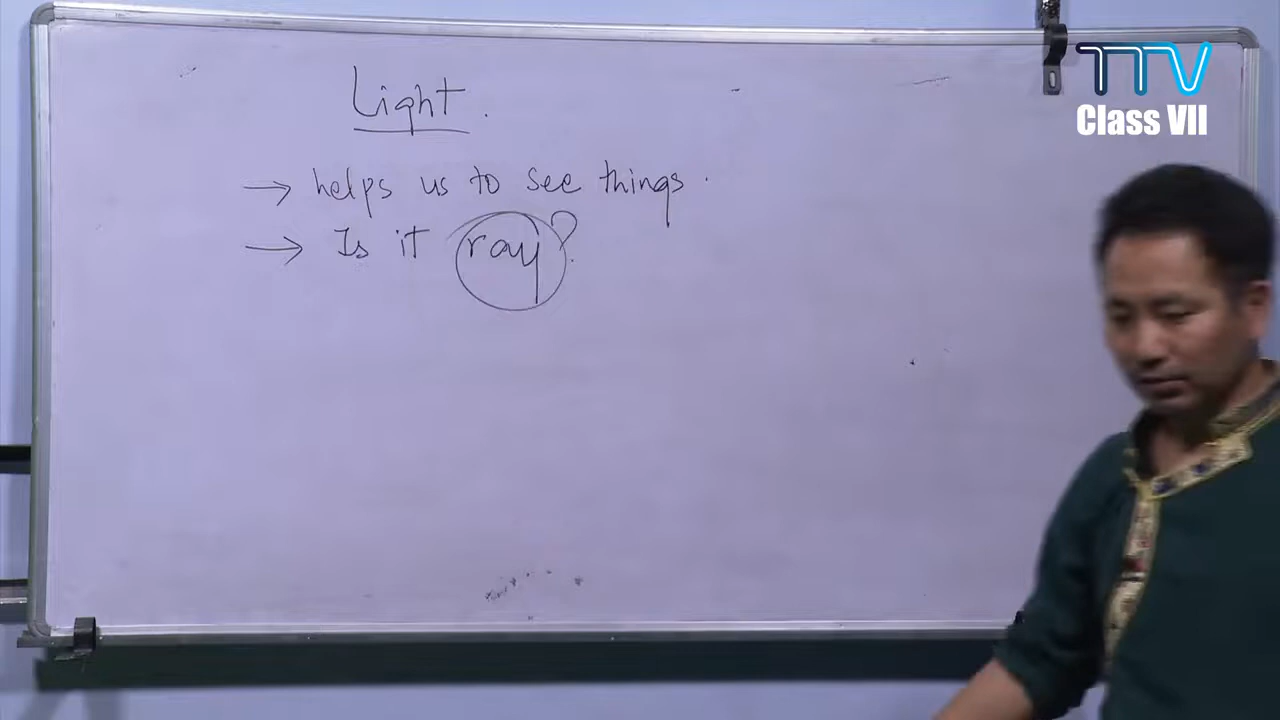 Light.
→ helps us to see things.
→ Is it ray?
TTV
Class VII